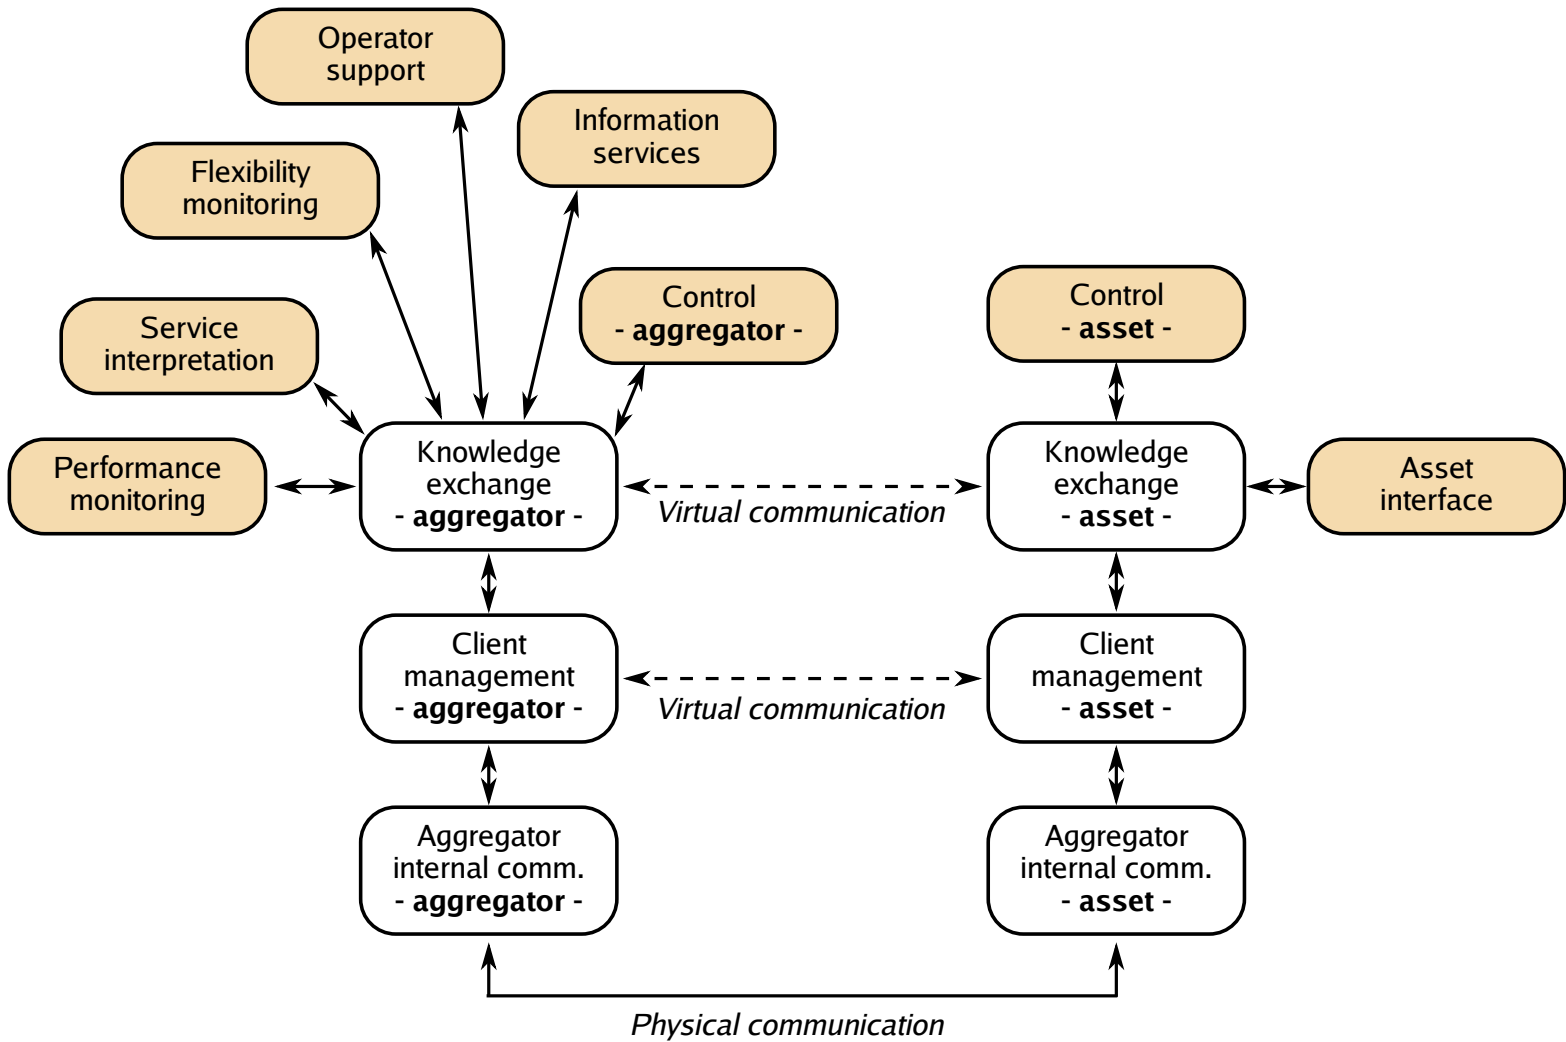 Operator
support
Information
services
Flexibility
monitoring
Control
- aggregator -
Control
- asset -
Service
interpretation
Performance
monitoring
Knowledge
exchange
- aggregator -
Virtual communication
Knowledge
exchange
- asset -
Asset
interface
Client
management
- aggregator -
Virtual communication
Client
management
- asset -
Aggregator
internal comm.
- aggregator -
Aggregator
internal comm.
- asset -
Physical communication